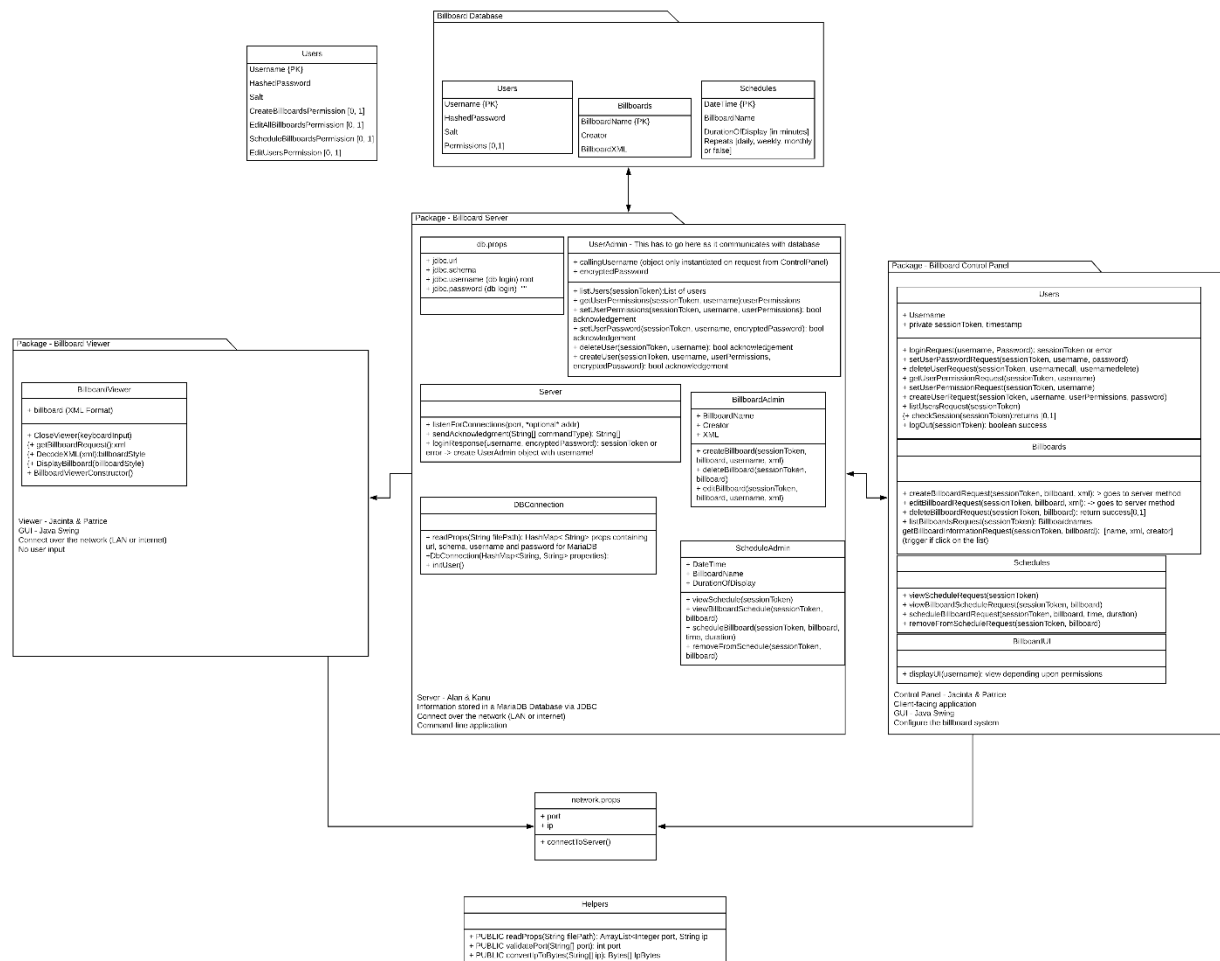 Billboard Database
Users
Username {PK}
HashedPassword
Salt
CreateBillboardsPermission [0, 1]
EditAllBillboardsPermission [0, 1]
ScheduleBillboardsPermission [0, 1]
EditUsersPermission [0, 1]
Users
Username {PK}
HashedPassword
Salt
Permissions [0,1]
Billboards
BillboardName {PK}
Creator
BillboardXML
Schedules
DateTime {PK}
BillboardName
DurationOfDisplay [in minutes]
Repeats [daily, weekly, monthly
or false]
Package - Billboard Server
db.props
+ jdbc.url
+ jdbc.schema
+ jdbc.username (db login) root
+ jdbc.password (db login) ""
UserAdmin - This has to go here as it communicates with database
+ callingUsername (object only instantiated on request from ControlPanel)
+ encryptedPassword
+ listUsers(sessionToken):List of users
+ getUserPermissions(sessionToken, username):userPermissions
+ setUserPermissions(sessionToken, username, userPermissions): bool
acknowledgement
+ setUserPassword(sessionToken, username, encryptedPassword): bool
acknowledgement
+ deleteUser(sessionToken, username): bool acknowledgement
+ createUser(sessionToken, username, userPermissions,
encryptedPassword): bool acknowledgement
Server
+ listenForConnections(port, *optional* addr)
+ sendAcknowledgment(String[] commandType): String[]
+ loginResponse(username, encryptedPassword): sessionToken or
error -> create UserAdmin object with username!
BillboardAdmin
+ BillboardName
+ Creator
+ XML
+ createBillboard(sessionToken,
billboard, username, xml)
+ deleteBillboard(sessionToken,
billboard)
+ editBillboard(sessionToken,
billboard, username, xml)
DBConnection
+ readProps(String filePath): HashMap< String> props containing
url, schema, username and password for MariaDB
+DbConnection(HashMap<String, String> properties):
+ initUser()
ScheduleAdmin
+ DateTime
+ BillboardName
+ DurationOfDisplay
+ viewSchedule(sessionToken)
+ viewBillboardSchedule(sessionToken,
billboard)
+ scheduleBillboard(sessionToken, billboard,
time, duration)
+ removeFromSchedule(sessionToken,
billboard)
Server - Alan & Kanu
Information stored in a MariaDB Database via JDBC
Connect over the network (LAN or internet)
Command-line application
Package - Billboard Viewer
BillboardViewer
+ billboard (XML Format)
+ CloseViewer(keyboardInput)
{+ getBillboardRequest():xml
{+ DecodeXML(xml):billboardStyle
{+ DisplayBillboard(billboardStyle)
+ BillboardViewerConstructor()
Viewer - Jacinta & Patrice
GUI - Java Swing
Connect over the network (LAN or internet)
No user input
Package - Billboard Control Panel
Users
+ Username
+ private sessionToken, timestamp
+ loginRequest(username, Password): sessionToken or error
+ setUserPasswordRequest(sessionToken, username, password)
+ deleteUserRequest(sessionToken, usernamecall, usernamedelete)
+ getUserPermissionRequest(sessionToken, username)
+ setUserPermissionRequest(sessionToken, username)
+ createUserRequest(sessionToken, username, userPermissions, password)
+ listUsersRequest(sessionToken)
{+ checkSession(sessionToken):returns [0,1]
+ logOut(sessionToken): boolean success
Billboards
+ createBillboardRequest(sessionToken, billboard, xml): > goes to server method
+ editBillboardRequest(sessionToken, billboard, xml): -> goes to server method
+ deleteBillboardRequest(sessionToken, billboard): return success[0,1]
+ listBillboardsRequest(sessionToken): Billboardnames
getBillboardInformationRequest(sessionToken, billboard): [name, xml, creator]
(trigger if click on the list)
Schedules
+ viewScheduleRequest(sessionToken)
+ viewBillboardScheduleRequest(sessionToken, billboard)
+ scheduleBillboardRequest(sessionToken, billboard, time, duration)
+ removeFromScheduleRequest(sessionToken, billboard)
BillboardUI
+ displayUI(username): view depending upon permissions
Control Panel - Jacinta & Patrice
Client-facing application
GUI - Java Swing
Configure the billboard system
network.props
+ port
+ ip
+ connectToServer()
Helpers
+ PUBLIC readProps(String filePath): ArrayList<Integer port, String ip
+ PUBLIC validatePort(String[] port): int port
+ PUBLIC convertIpToBytes(String[] ip): Bytes[] IpBytes